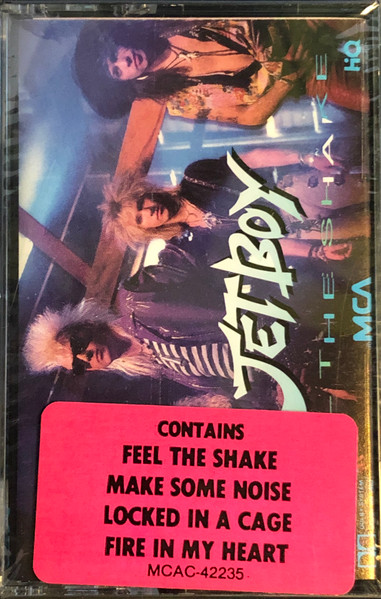 JETBOY
THE SHAKE
MCA
HiQ
CONTAINS
FEEL THE SHAKE
MAKE SOME NOISE
LOCKED IN A CAGE
FIRE IN MY HEART
MCAC-42235